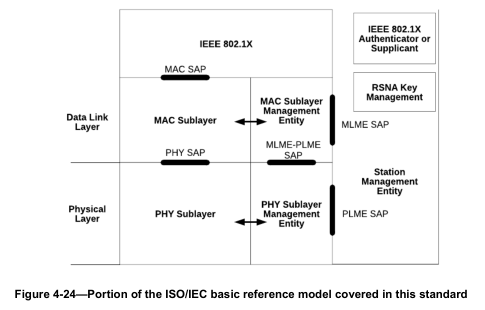 IEEE 802.1X
IEEE 802.1X
Authenticator or
Supplicant
MAC SAP
RSNA Key
Management
Data Link
Layer
MAC Sublayer
MAC Sublayer
Management
Entity
MLME SAP
PHY SAP
MLME-PLME
SAP
Station
Management
Entity
Physical
Layer
PHY Sublayer
PHY Sublayer
Management
Entity
PLME SAP
Figure 4-24—Portion of the ISO/IEC basic reference model covered in this standard